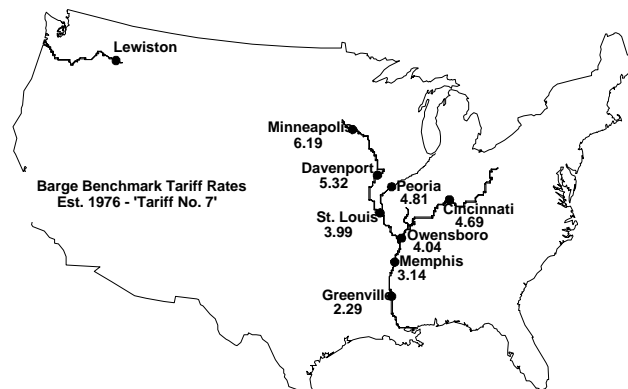 Lewiston
Minneapolis
6.19
Davenport
5.32
Peoria
4.81
Barge Benchmark Tariff Rates
Est. 1976 - 'Tariff No. 7'
Cincinnati
4.69
St. Louis
3.99
Owensboro
4.04
Memphis
3.14
Greenville
2.29